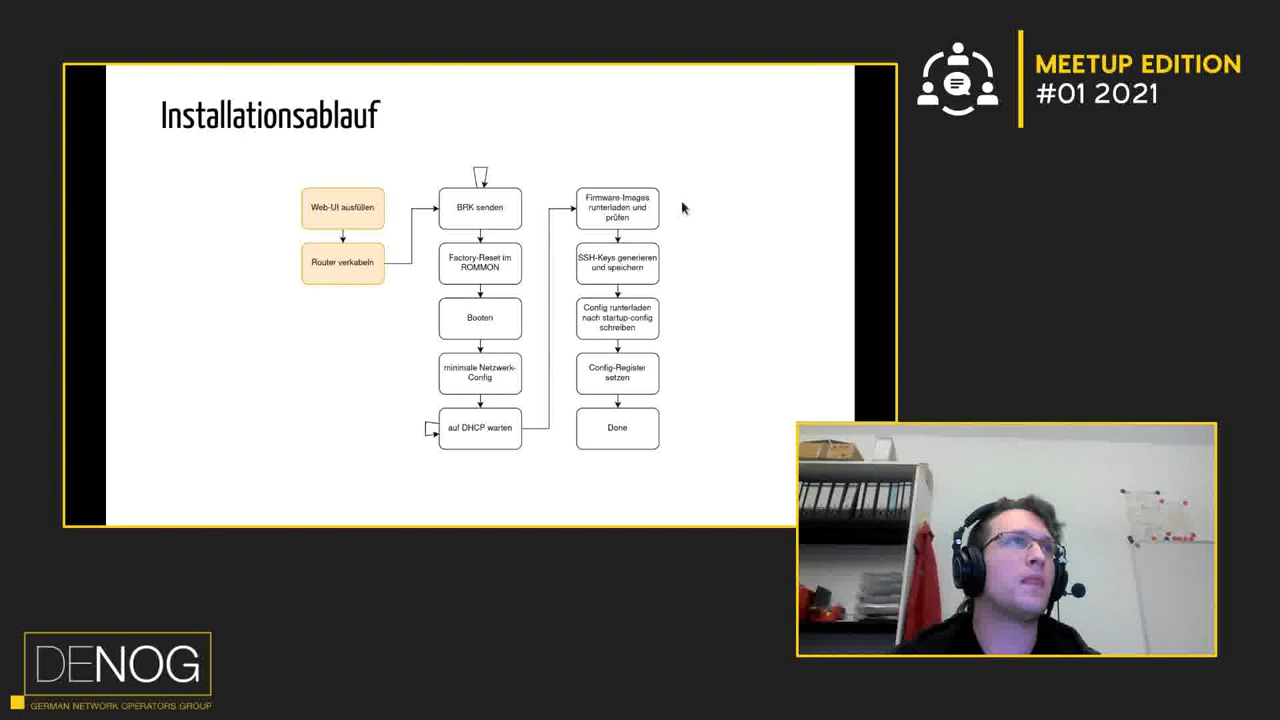 MEETUP EDITION
#01 2021
Installationsablauf
Web-UI ausfüllen
Router verkabeln
BRK senden
Factory-Reset im
ROMMON
Booten
minimale Netzwerk-
Config
auf DHCP warten
Firmware-Images
runterladen und
prüfen
SSH-Keys generieren
und speichern
Config runterladen
nach startup-config
schreiben
Config-Register
setzen
Done
DENOG
GERMAN NETWORK OPERATORS GROUP